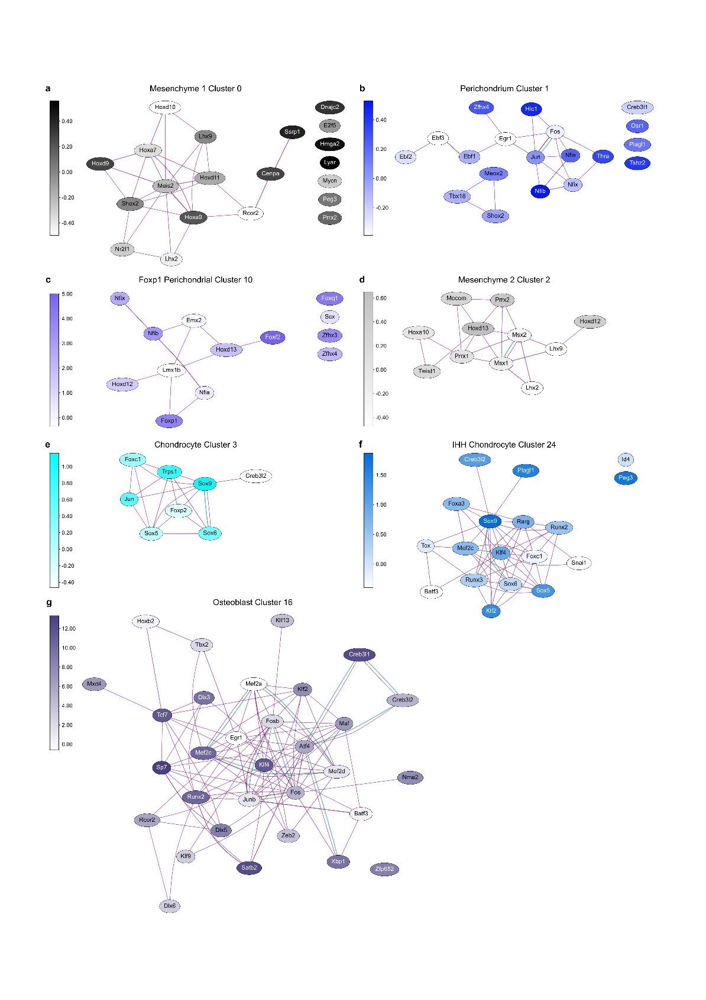 a
Mesenchyme 1 Cluster 0
0.40
0.20
0.00
-0.20
-0.40
Hoxd10
Lhx9
Hoxa7
Hoxd9
Hoxd11
Meis2
Shox2
Hoxa9
Nr2f1
Lhx2
Rcor2
Cenpa
Ssrp1
Dnajc2
E2f5
Hmga2
Lyar
Mycn
Peg3
Prrx2
b
Perichondrium Cluster 1
0.40
0.20
0.00
-0.20
Zfhx4
Hic1
Fos
Ebf3
Egr1
Ebf2
Ebf1
Jun
Nfia
Thra
Meox2
Nfib
Nfix
Tbx18
Shox2
Creb3l1
Osr1
Plagl1
Tshz2
c
Foxp1 Perichondrial Cluster 10
5.00
4.00
3.00
2.00
1.00
0.00
Nfix
Emx2
Nfib
Foxf2
Hoxd13
Lmx1b
Hoxd12
Nfia
Foxp1
Foxq1
Scx
Zfhx3
Zfhx4
d
Mesenchyme 2 Cluster 2
0.60
0.40
0.20
0.00
-0.20
-0.40
Mecom
Prrx2
Hoxd12
Hoxd13
Hoxa10
Msx2
Lhx9
Prrx1
Msx1
Twist1
Lhx2
e
Chondrocyte Cluster 3
1.00
0.80
0.60
0.40
0.20
0.00
-0.20
-0.40
Foxc1
Trps1
Creb3l2
Sox9
Jun
Foxp2
Sox5
Sox6
f
IHH Chondrocyte Cluster 24
1.50
1.00
0.50
0.00
Creb3l2
Plagl1
Foxa3
Sox9
Rarg
Runx2
Tox
Mef2c
Klf4
Foxc1
Snai1
Runx3
Sox6
Sox5
Batf3
Klf2
Id4
Peg3
g
Osteoblast Cluster 16
12.00
10.00
8.00
6.00
4.00
2.00
0.00
Hoxb2
Klf13
Tbx2
Creb3l1
Mxd4
Mef2a
Klf2
Dlx3
Creb3l2
Tcf7
Fosb
Maf
Egr1
Atf4
Mef2c
Sp7
Klf4
Mef2d
Nme2
Runx2
Junb
Fos
Batf3
Rcor2
Dlx5
Zeb2
Klf9
Satb2
Xbp1
Zfp652
Dlx6